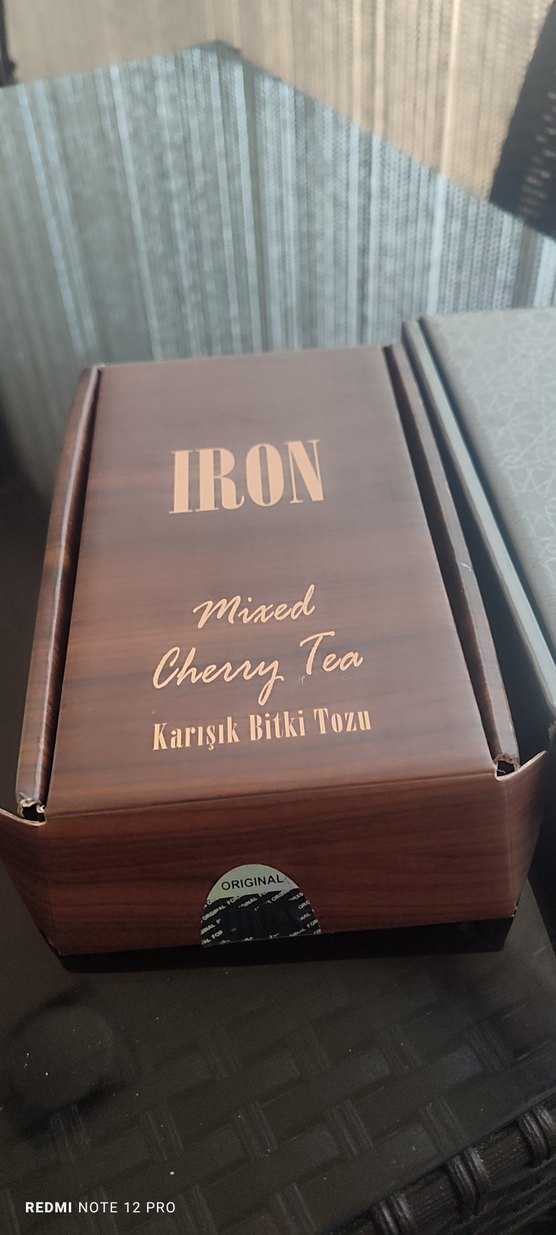 IRON
Mixed
Cherry Tea
Karışık Bitki Tozu
ORIGINAL
REDMI NOTE 12 PRO